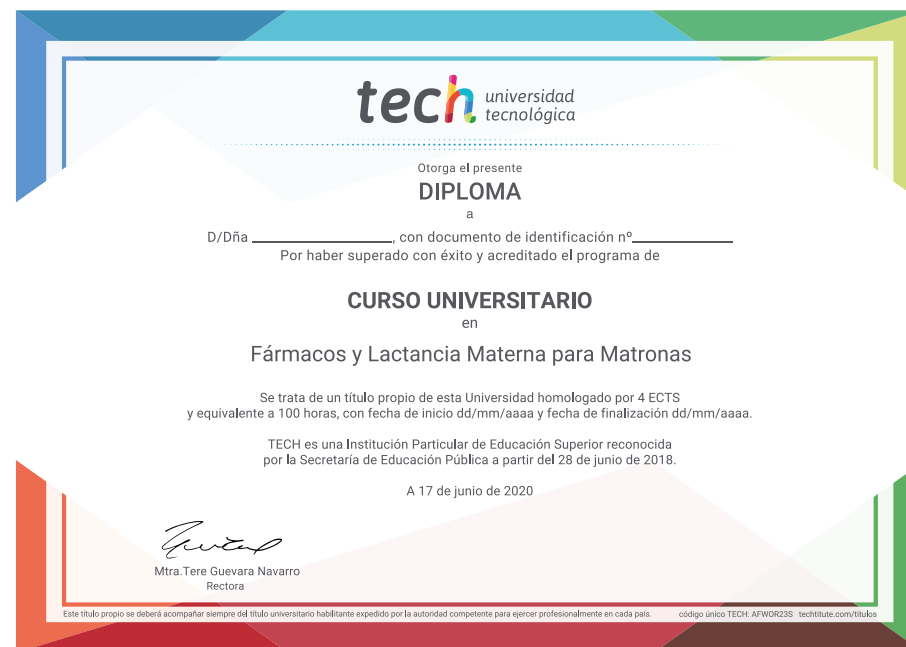 tech universidad
tecnológica
Otorga el presente
DIPLOMA
a
D/Dña ____________________, con documento de identificación nº______________
Por haber superado con éxito y acreditado el programa de
CURSO UNIVERSITARIO
en
Fármacos y Lactancia Materna para Matronas
Se trata de un título propio de esta Universidad homologado por 4 ECTS
y equivalente a 100 horas, con fecha de inicio dd/mm/aaaa y fecha de finalización dd/mm/aaaa.
TECH es una Institución Particular de Educación Superior reconocida
por la Secretaría de Educación Pública a partir del 28 de junio de 2018.
A 17 de junio de 2020
Mtra.Tere Guevara Navarro
Rectora
Este título propio se deberá acompañar siempre del título universitario habilitante expedido por la autoridad competente para ejercer profesionalmente en cada país. código único TECH: AFWOR23S techtitute.com/titulos